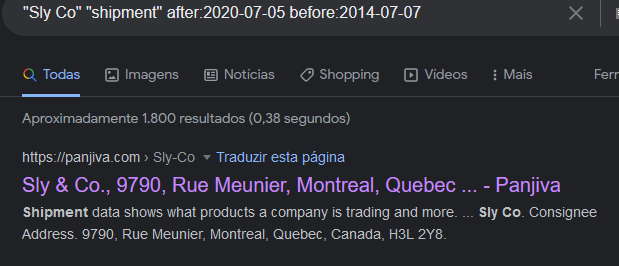 "Sly Co" "shipment" after:2020-07-05 before:2014-07-07
Todas Imagens Notícias Shopping Vídeos Mais Ferr
Aproximadamente 1.800 resultados (0,38 segundos)
https://panjiva.com › Sly-Co Traduzir esta página
Sly & Co., 9790, Rue Meunier, Montreal, Quebec ... - Panjiva
Shipment data shows what products a company is trading and more. ... Sly Co. Consignee
Address. 9790, Rue Meunier, Montreal, Quebec, Canada, H3L 2Y8.